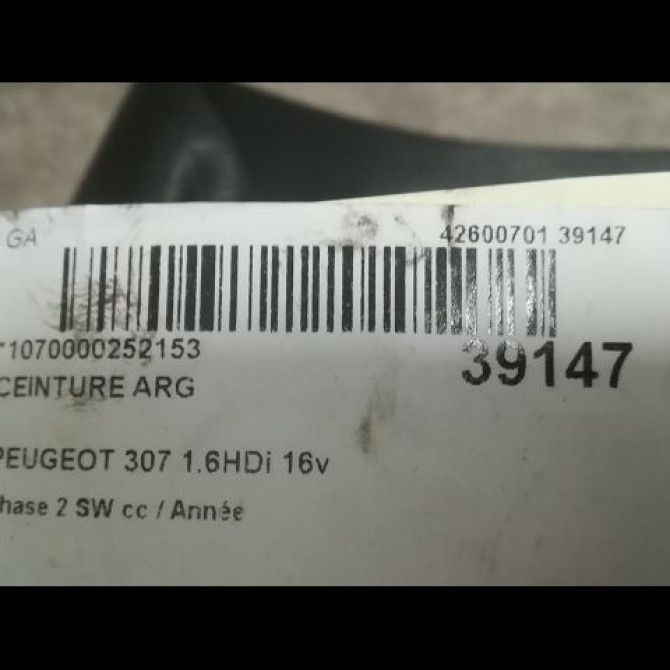 GA 42600701 39147
*1070000252153 39147
CEINTURE ARG
PEUGEOT 307 1.6HDi 16v
hase 2 SW cc / Année